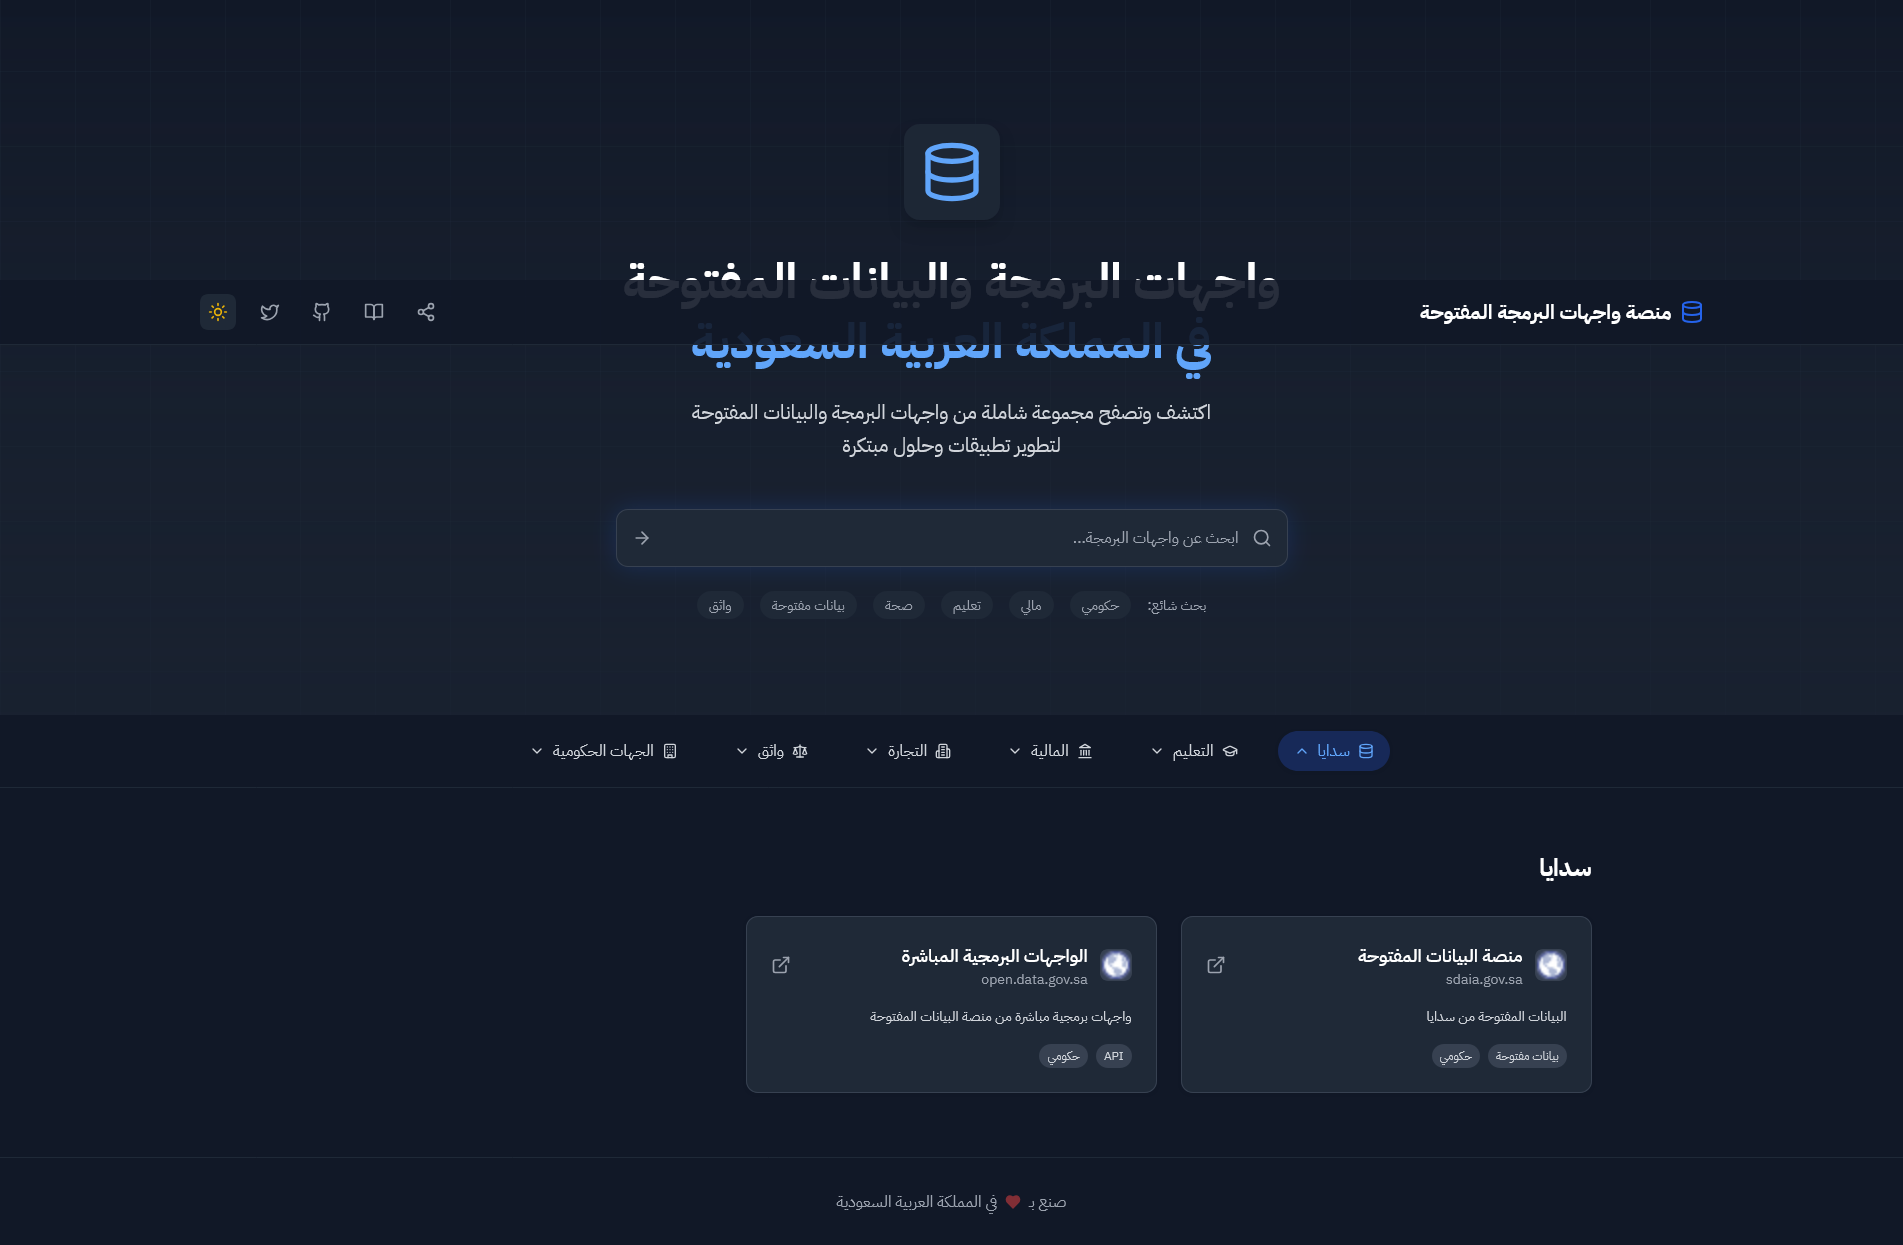 واجهات البرمجة والبيانات المفتوحة
منصة واجهات البرمجة المفتوحة
في المملكة العربية السعودية
اكتشف وتصفح مجموعة شاملة من واجهات البرمجة والبيانات المفتوحة
لتطوير تطبيقات وحلول مبتكرة
ابحث عن واجهات البرمجة...
بحث شائع: حكومي مالي تعليم صحة بيانات مفتوحة واثق
سدايا التعليم المالية التجارة واثق الجهات الحكومية
سدايا
منصة البيانات المفتوحة
sdaia.gov.sa
البيانات المفتوحة من سدايا
بيانات مفتوحة حكومي
الواجهات البرمجية المباشرة
open.data.gov.sa
واجهات برمجية مباشرة من منصة البيانات المفتوحة
API حكومي
صنع بـ ❤ في المملكة العربية السعودية